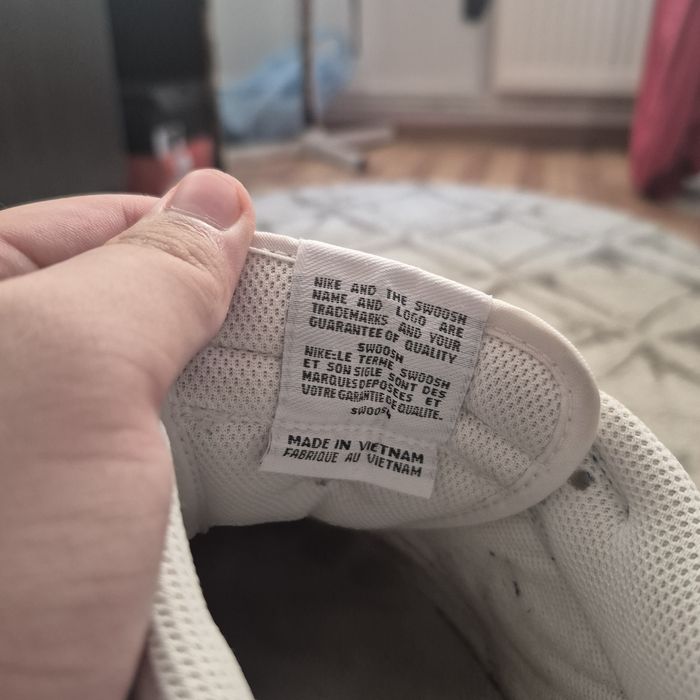 NIKE AND THE SWOOSH
NAME AND LOGO ARE
TRADEMARKS AND YOUR
GUARANTEE OF QUALITY
SWOOSH
NIKE:LE TERME SWOOSH
ET SON SIGLE SONT DES
MARQUES DEPOSEES ET
VOTRE GARANTIE DE QUALITE.
SWOOSH
MADE IN VIETNAM
FABRIQUE AU VIETNAM